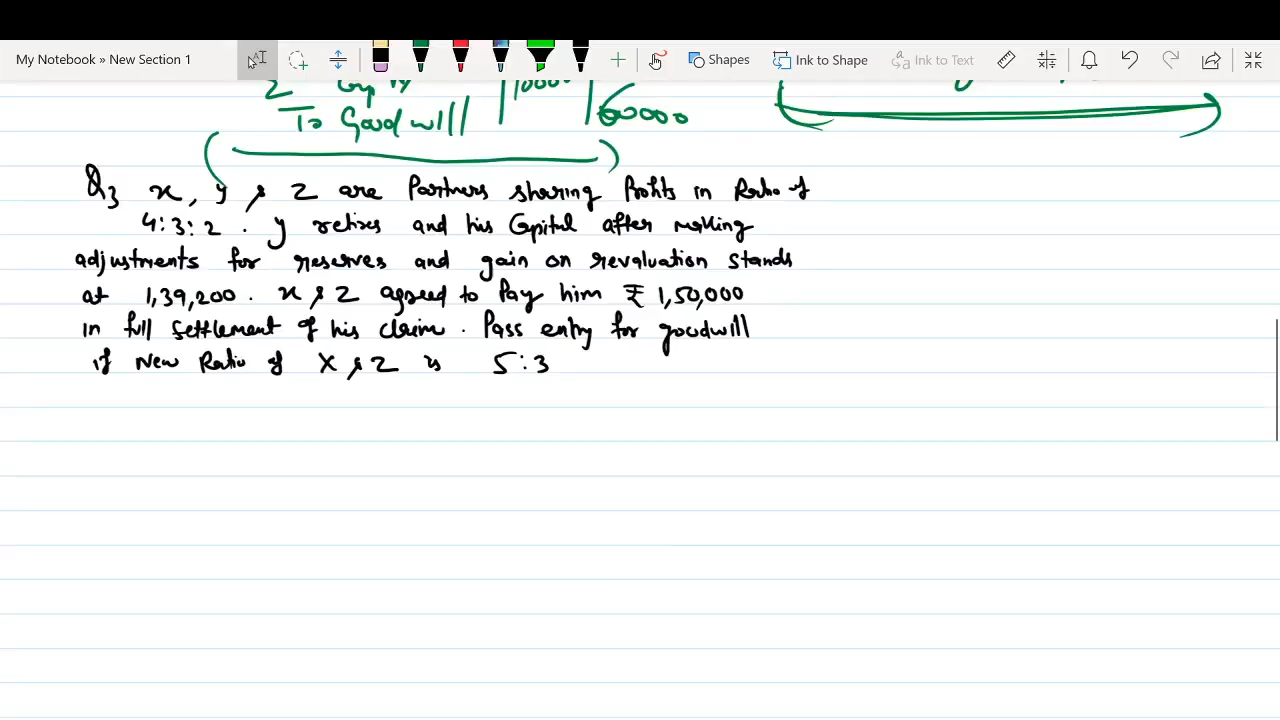 My Notebook » New Section 1
Shapes
Ink to Shape
Ink to Text
To Goodwill 60000
Q3 x, y & z are Partners sharing Profits in Ratio of
4:3:2 . y retires and his Capital after making
adjustments for reserves and gain on revaluation stands
at 1,39,200 . x & z agreed to Pay him ₹ 1,50,000
in full settlement of his claim . Pass entry for goodwill
if New Ratio of X & Z is 5:3